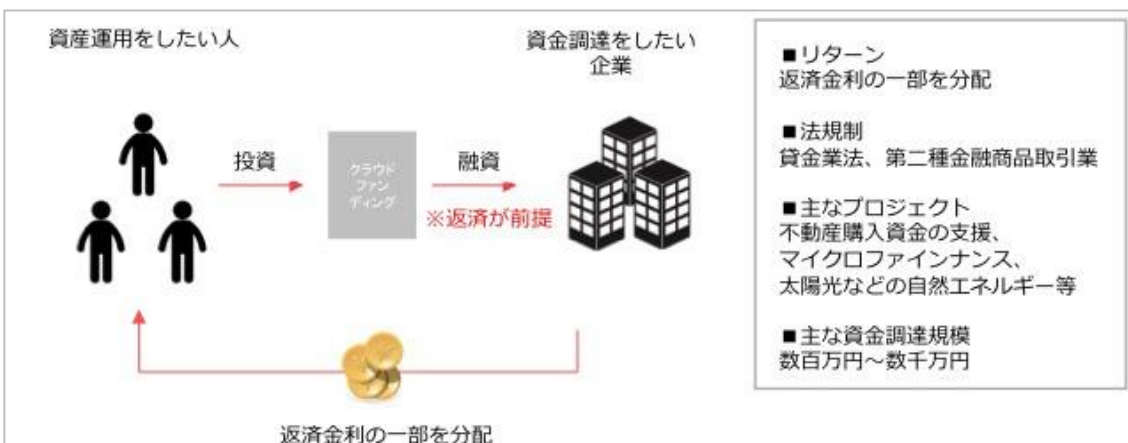 資産運用をしたい人
資金調達をしたい
企業
投資
クラウド
ファン
ディング
融資
※返済が前提
返済金利の一部を分配
■リターン
返済金利の一部を分配
■法規制
貸金業法、第二種金融商品取引業
■主なプロジェクト
不動産購入資金の支援、
マイクロファインナンス、
太陽光などの自然エネルギー等
■主な資金調達規模
数百万円～数千万円